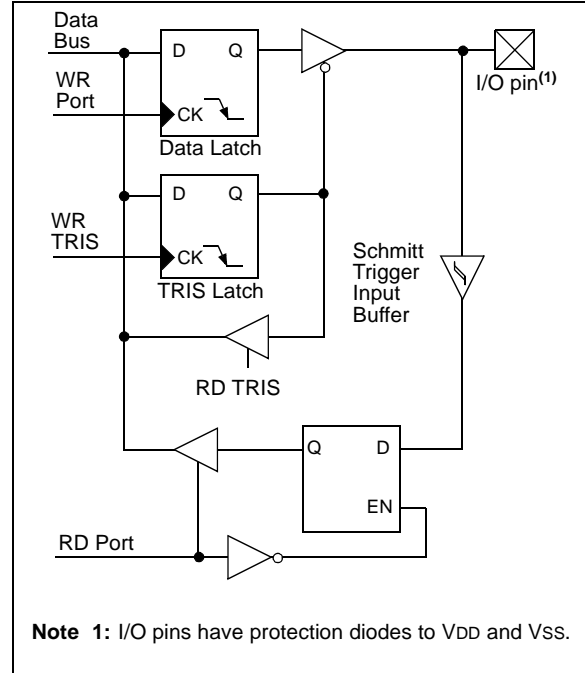 Data
Bus
D Q
WR
Port
CK
Data Latch
I/O pin(1)
D Q
WR
TRIS
CK
TRIS Latch
Schmitt
Trigger
Input
Buffer
RD TRIS
Q D
EN
RD Port
Note 1: I/O pins have protection diodes to VDD and VSS.